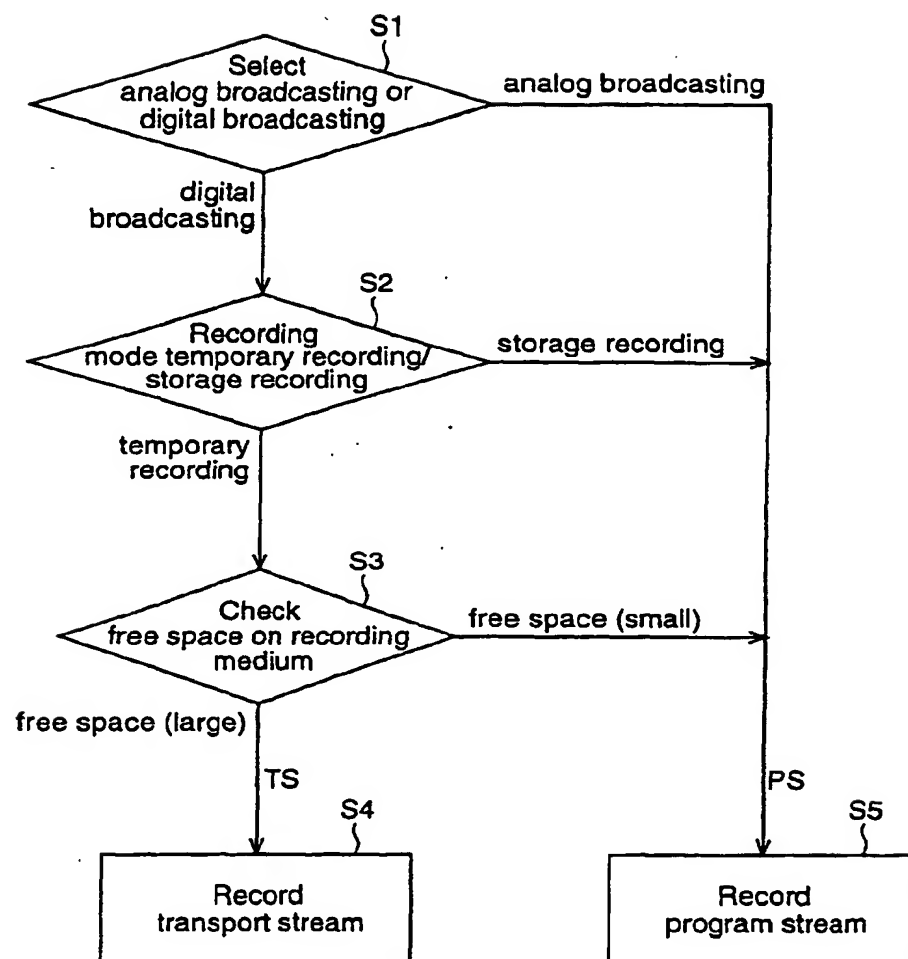 S1
Select
analog broadcasting or
digital broadcasting
analog broadcasting
digital
broadcasting
S2
Recording
mode temporary recording/
storage recording
storage recording
temporary
recording
S3
Check
free space on recording
medium
free space (small)
free space (large)
TS
PS
S4
S5
Record
transport stream
Record
program stream